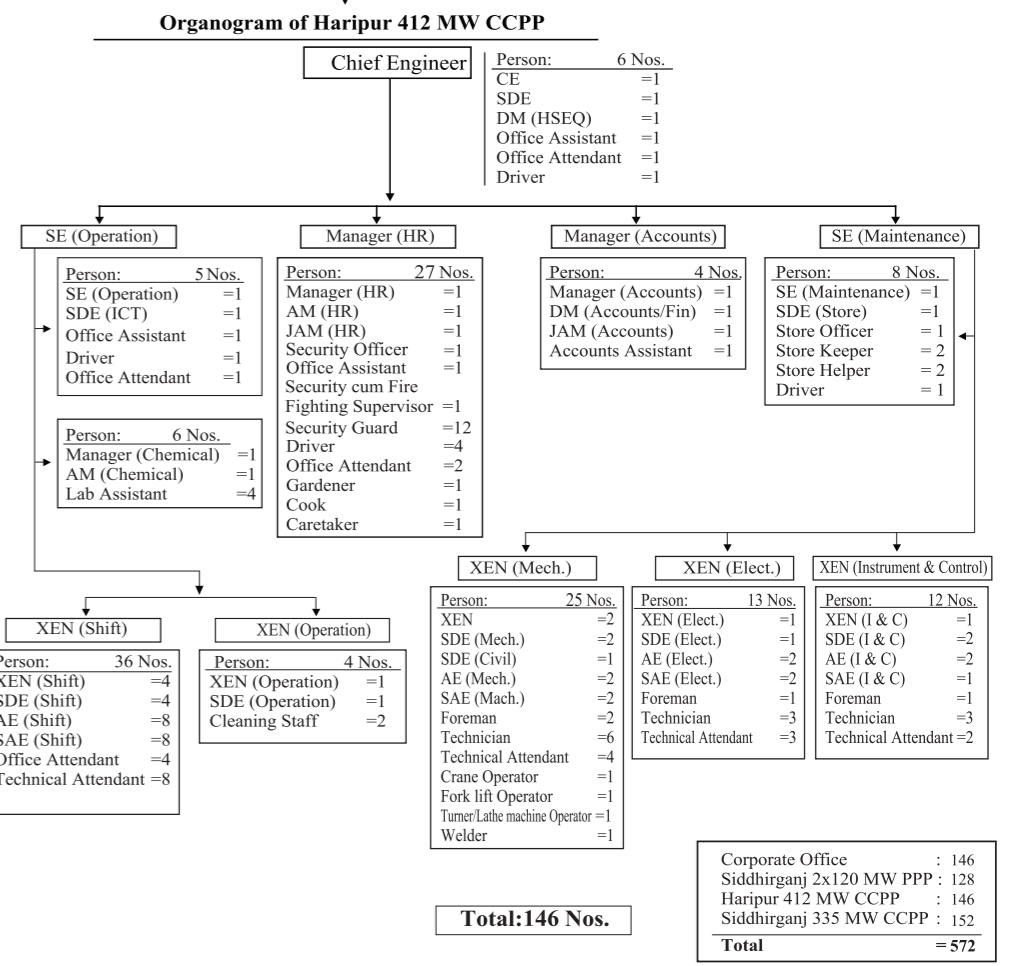 Organogram of Haripur 412 MW CCPP
Chief Engineer
Person: 6 Nos.
CE =1
SDE =1
DM (HSEQ) =1
Office Assistant =1
Office Attendant =1
Driver =1
SE (Operation)
Manager (HR)
Manager (Accounts)
SE (Maintenance)
Person: 5 Nos.
SE (Operation) =1
SDE (ICT) =1
Office Assistant =1
Driver =1
Office Attendant =1
Person: 6 Nos.
Manager (Chemical) =1
AM (Chemical) =1
Lab Assistant =4
Person: 27 Nos.
Manager (HR) =1
AM (HR) =1
JAM (HR) =1
Security Officer =1
Office Assistant =1
Security cum Fire
Fighting Supervisor =1
Security Guard =12
Driver =4
Office Attendant =2
Gardener =1
Cook =1
Caretaker =1
Person: 4 Nos.
Manager (Accounts) =1
DM (Accounts/Fin) =1
JAM (Accounts) =1
Accounts Assistant =1
Person: 8 Nos.
SE (Maintenance) =1
SDE (Store) =1
Store Officer = 1
Store Keeper = 2
Store Helper = 2
Driver = 1
XEN (Shift)
Person: 36 Nos.
XEN (Shift) =4
SDE (Shift) =4
AE (Shift) =8
SAE (Shift) =8
Office Attendant =4
Technical Attendant =8
XEN (Operation)
Person: 4 Nos.
XEN (Operation) =1
SDE (Operation) =1
Cleaning Staff =2
XEN (Mech.)
Person: 25 Nos.
XEN =2
SDE (Mech.) =2
SDE (Civil) =1
AE (Mech.) =2
SAE (Mach.) =2
Foreman =2
Technician =6
Technical Attendant =4
Crane Operator =1
Fork lift Operator =1
Turner/Lathe machine Operator =1
Welder =1
XEN (Elect.)
Person: 13 Nos.
XEN (Elect.) =1
SDE (Elect.) =1
AE (Elect.) =2
SAE (Elect.) =2
Foreman =1
Technician =3
Technical Attendant =3
XEN (Instrument & Control)
Person: 12 Nos.
XEN (I & C) =1
SDE (I & C) =2
AE (I & C) =2
SAE (I & C) =1
Foreman =1
Technician =3
Technical Attendant =2
Total:146 Nos.
Corporate Office : 146
Siddhirganj 2x120 MW PPP : 128
Haripur 412 MW CCPP : 146
Siddhirganj 335 MW CCPP : 152
Total = 572